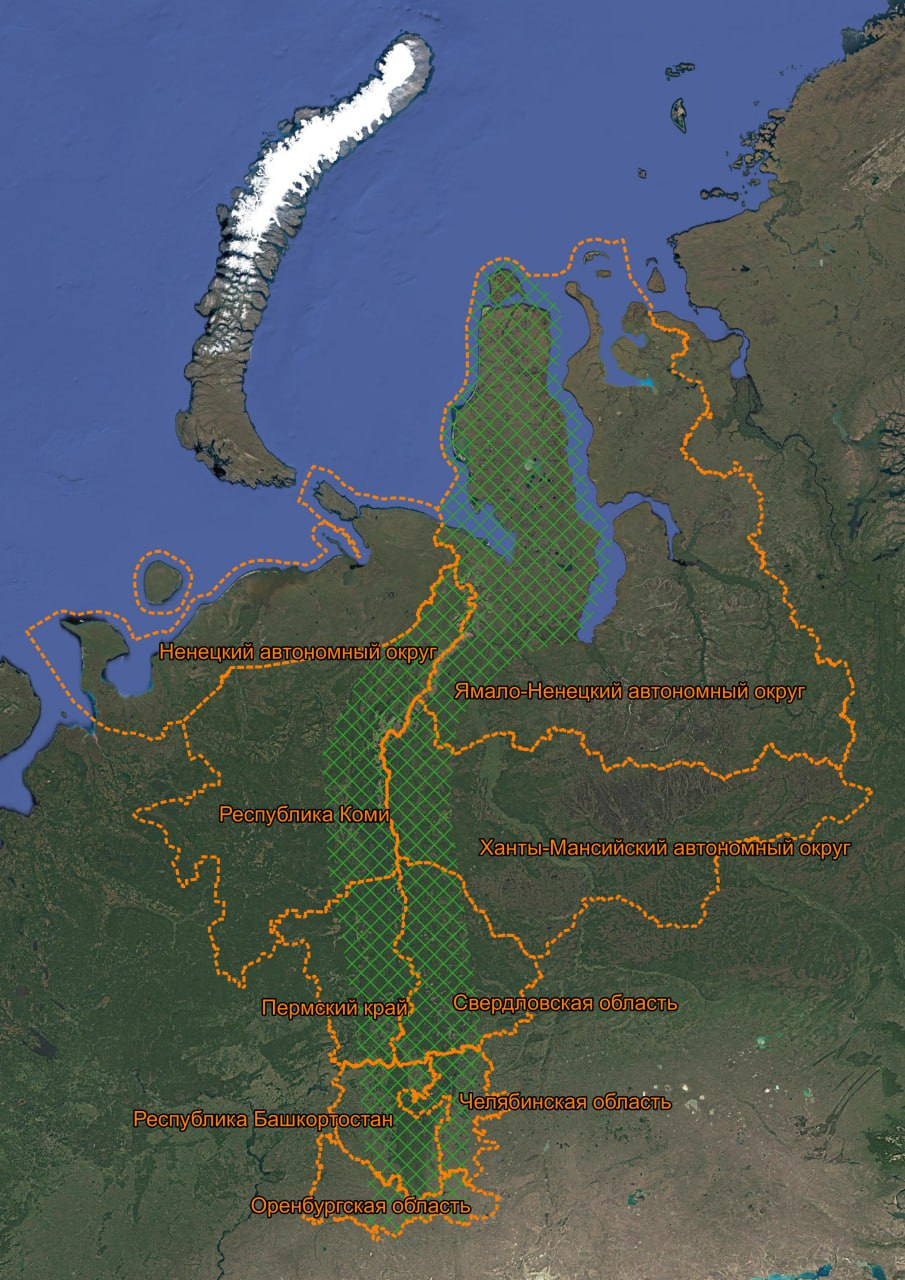 Ненецкий автономный округ
Ямало-Ненецкий автономный округ
Республика Коми
Ханты-Мансийский автономный округ
Пермский край
Свердловская область
Челябинская область
Республика Башкортостан
Оренбургская область